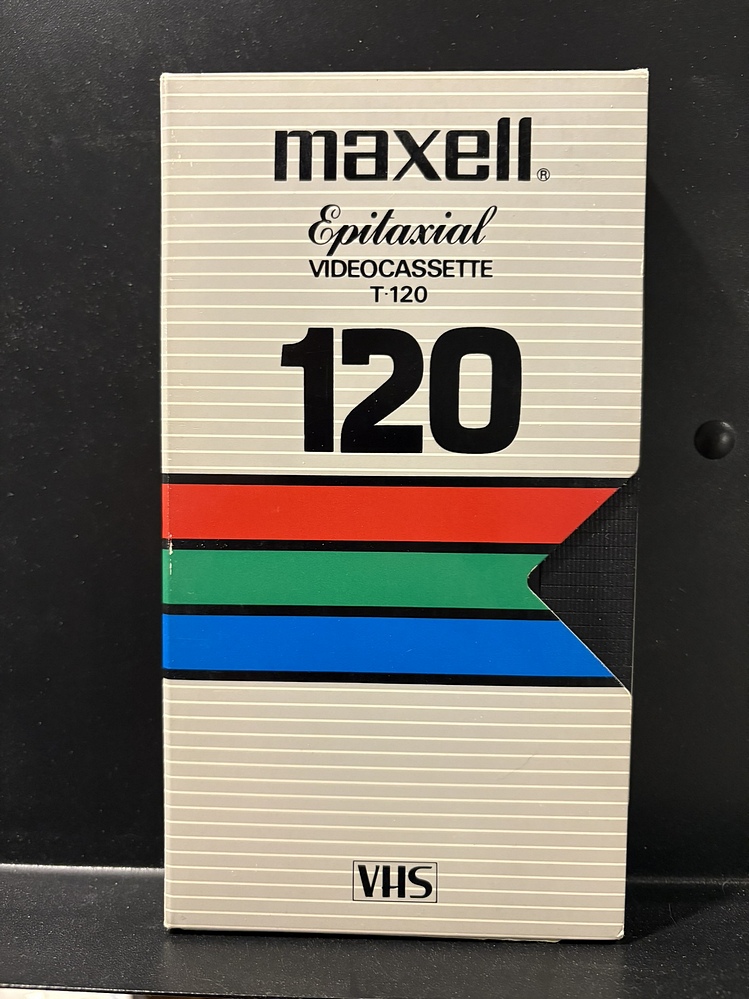 maxell®
Epitaxial
VIDEOCASSETTE
T·120
120
VHS